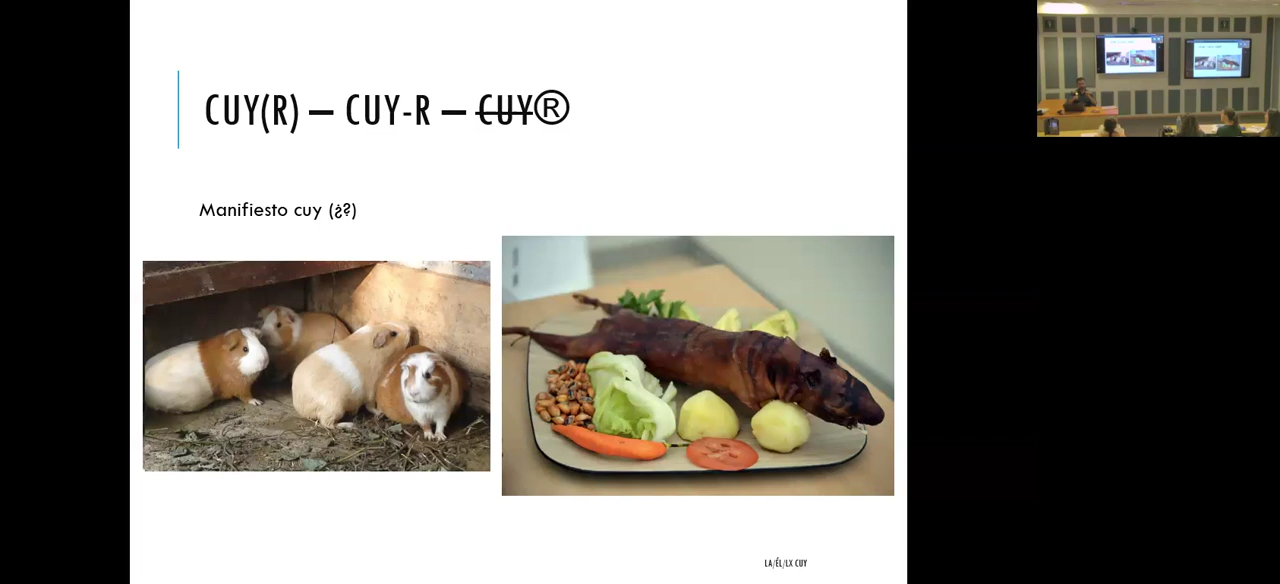 CUY(R) – CUY-R – CUY®
Manifiesto cuy (¿?)
LA/ÉL/LX CUY